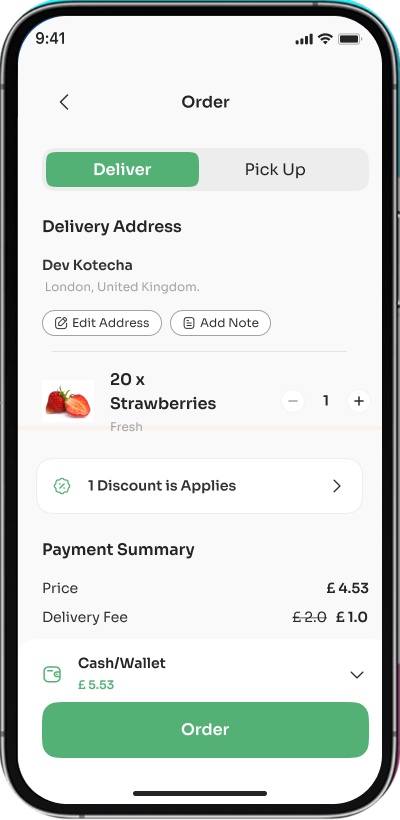 9:41
Order
Deliver
Pick Up
Delivery Address
Dev Kotecha
London, United Kingdom.
Edit Address
Add Note
20 x
Strawberries
1
Fresh
1 Discount is Applies
Payment Summary
Price
£ 4.53
Delivery Fee
£ 2.0 £ 1.0
Cash/Wallet
£ 5.53
Order